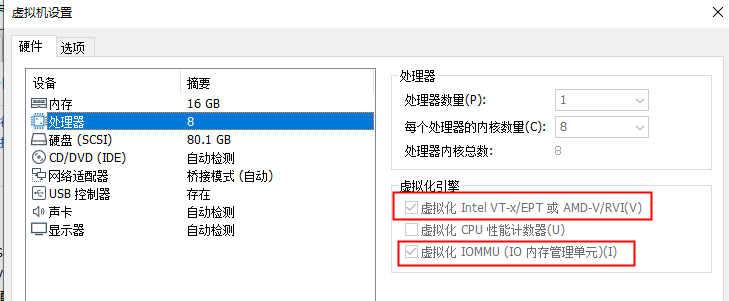 虚拟机设置
硬件 选项
设备 摘要
内存 16 GB
处理器 8
硬盘 (SCSI) 80.1 GB
CD/DVD (IDE) 自动检测
网络适配器 桥接模式 (自动)
USB 控制器 存在
声卡 自动检测
显示器 自动检测
处理器
处理器数量(P): 1
每个处理器的内核数量(C): 8
处理器内核总数: 8
虚拟化引擎
虚拟化 Intel VT-x/EPT 或 AMD-V/RVI(V)
虚拟化 CPU 性能计数器(U)
虚拟化 IOMMU (IO 内存管理单元)(I)